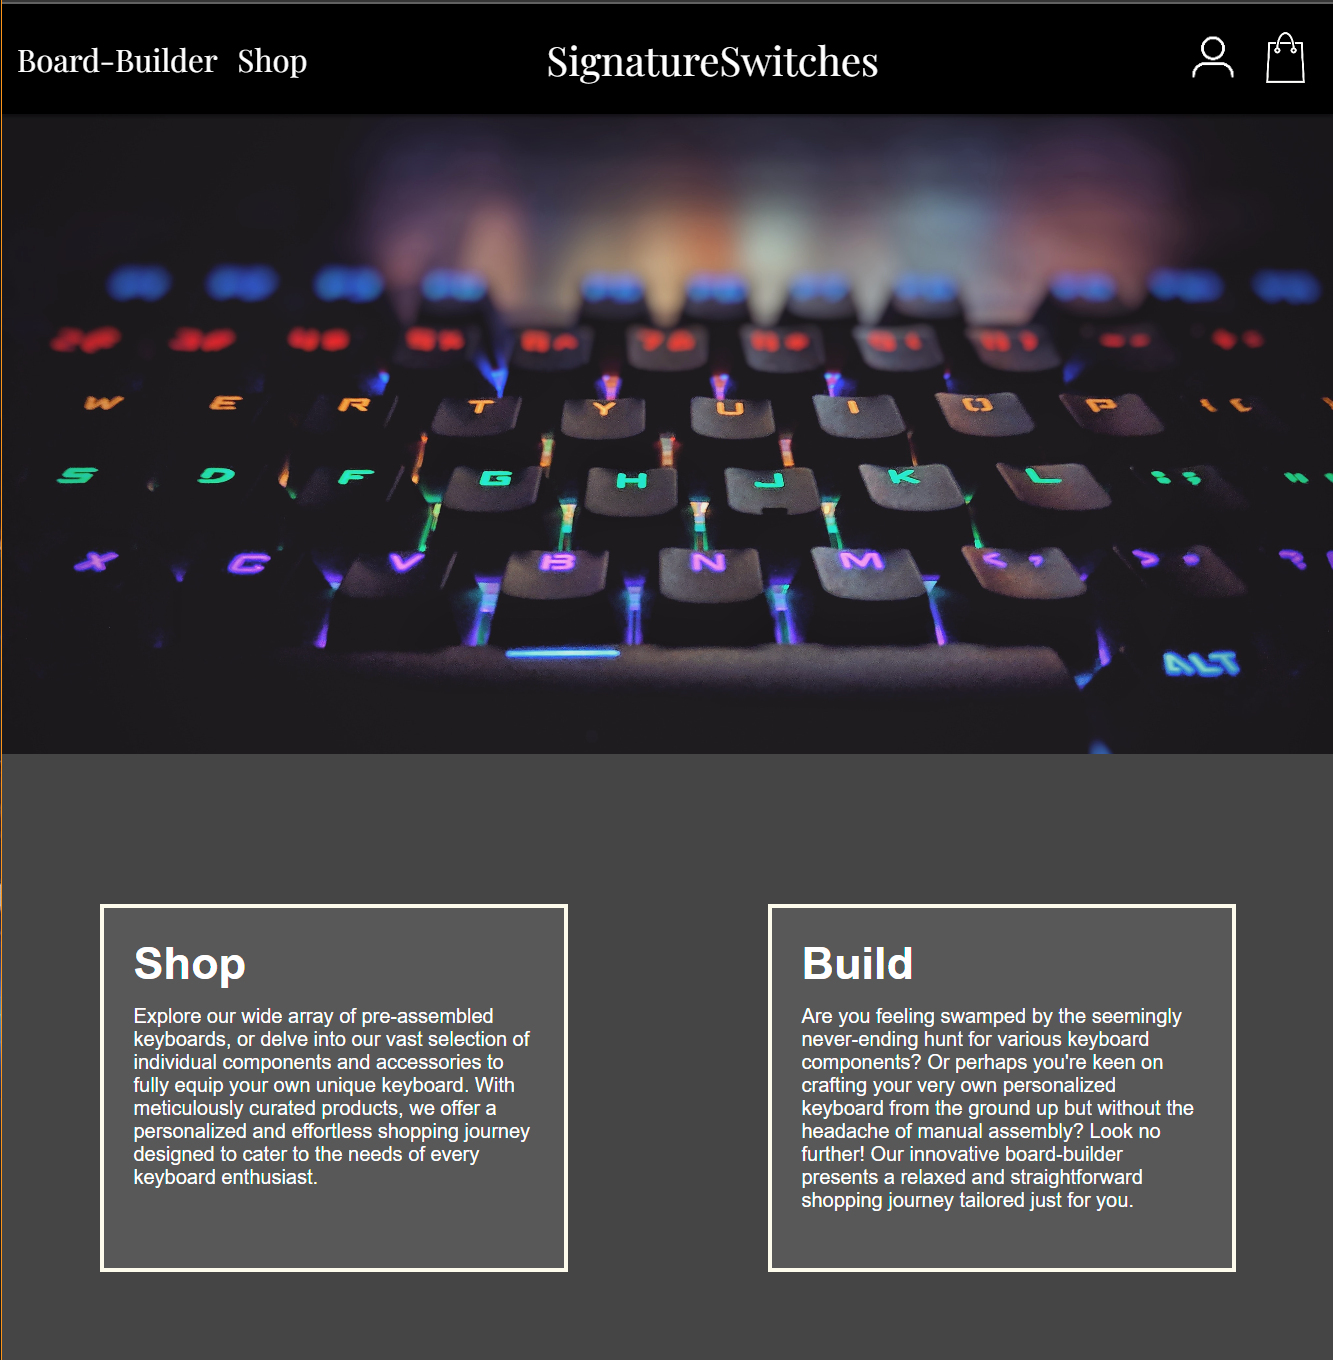 Board-Builder Shop SignatureSwitches
W E R T Y U I O P
S D F G H J K L
X C V B N M
ALT
Shop
Explore our wide array of pre-assembled
keyboards, or delve into our vast selection of
individual components and accessories to
fully equip your own unique keyboard. With
meticulously curated products, we offer a
personalized and effortless shopping journey
designed to cater to the needs of every
keyboard enthusiast.
Build
Are you feeling swamped by the seemingly
never-ending hunt for various keyboard
components? Or perhaps you're keen on
crafting your very own personalized
keyboard from the ground up but without the
headache of manual assembly? Look no
further! Our innovative board-builder
presents a relaxed and straightforward
shopping journey tailored just for you.